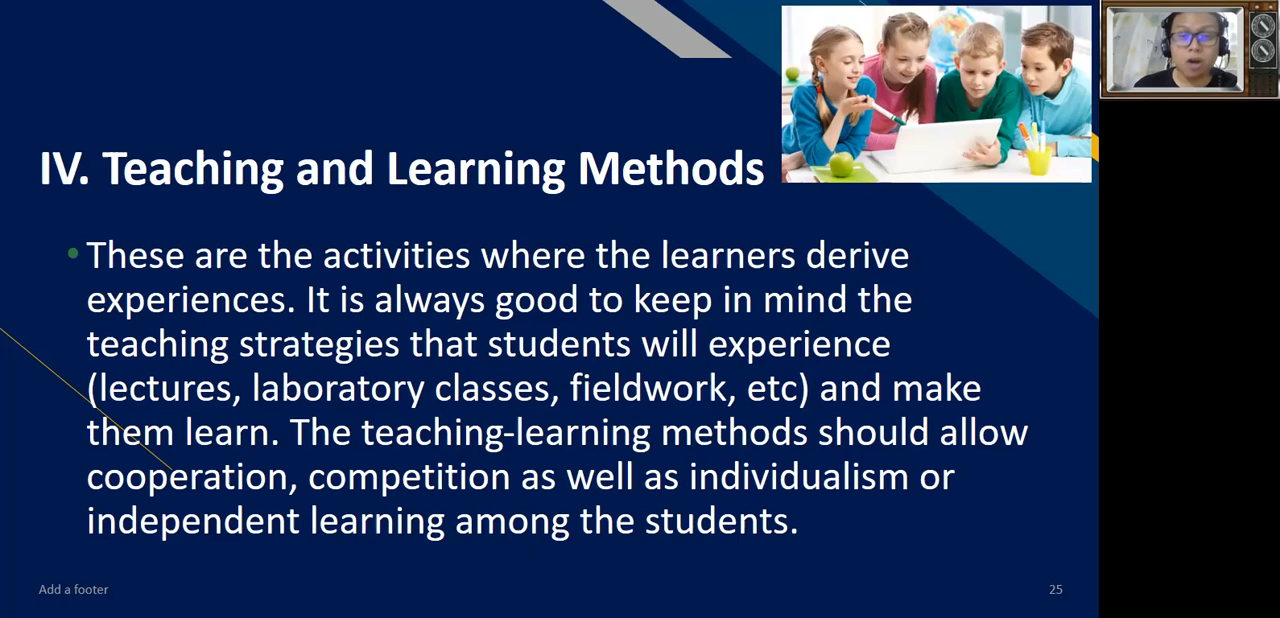 IV. Teaching and Learning Methods
• These are the activities where the learners derive
experiences. It is always good to keep in mind the
teaching strategies that students will experience
(lectures, laboratory classes, fieldwork, etc) and make
them learn. The teaching-learning methods should allow
cooperation, competition as well as individualism or
independent learning among the students.
Add a footer
25